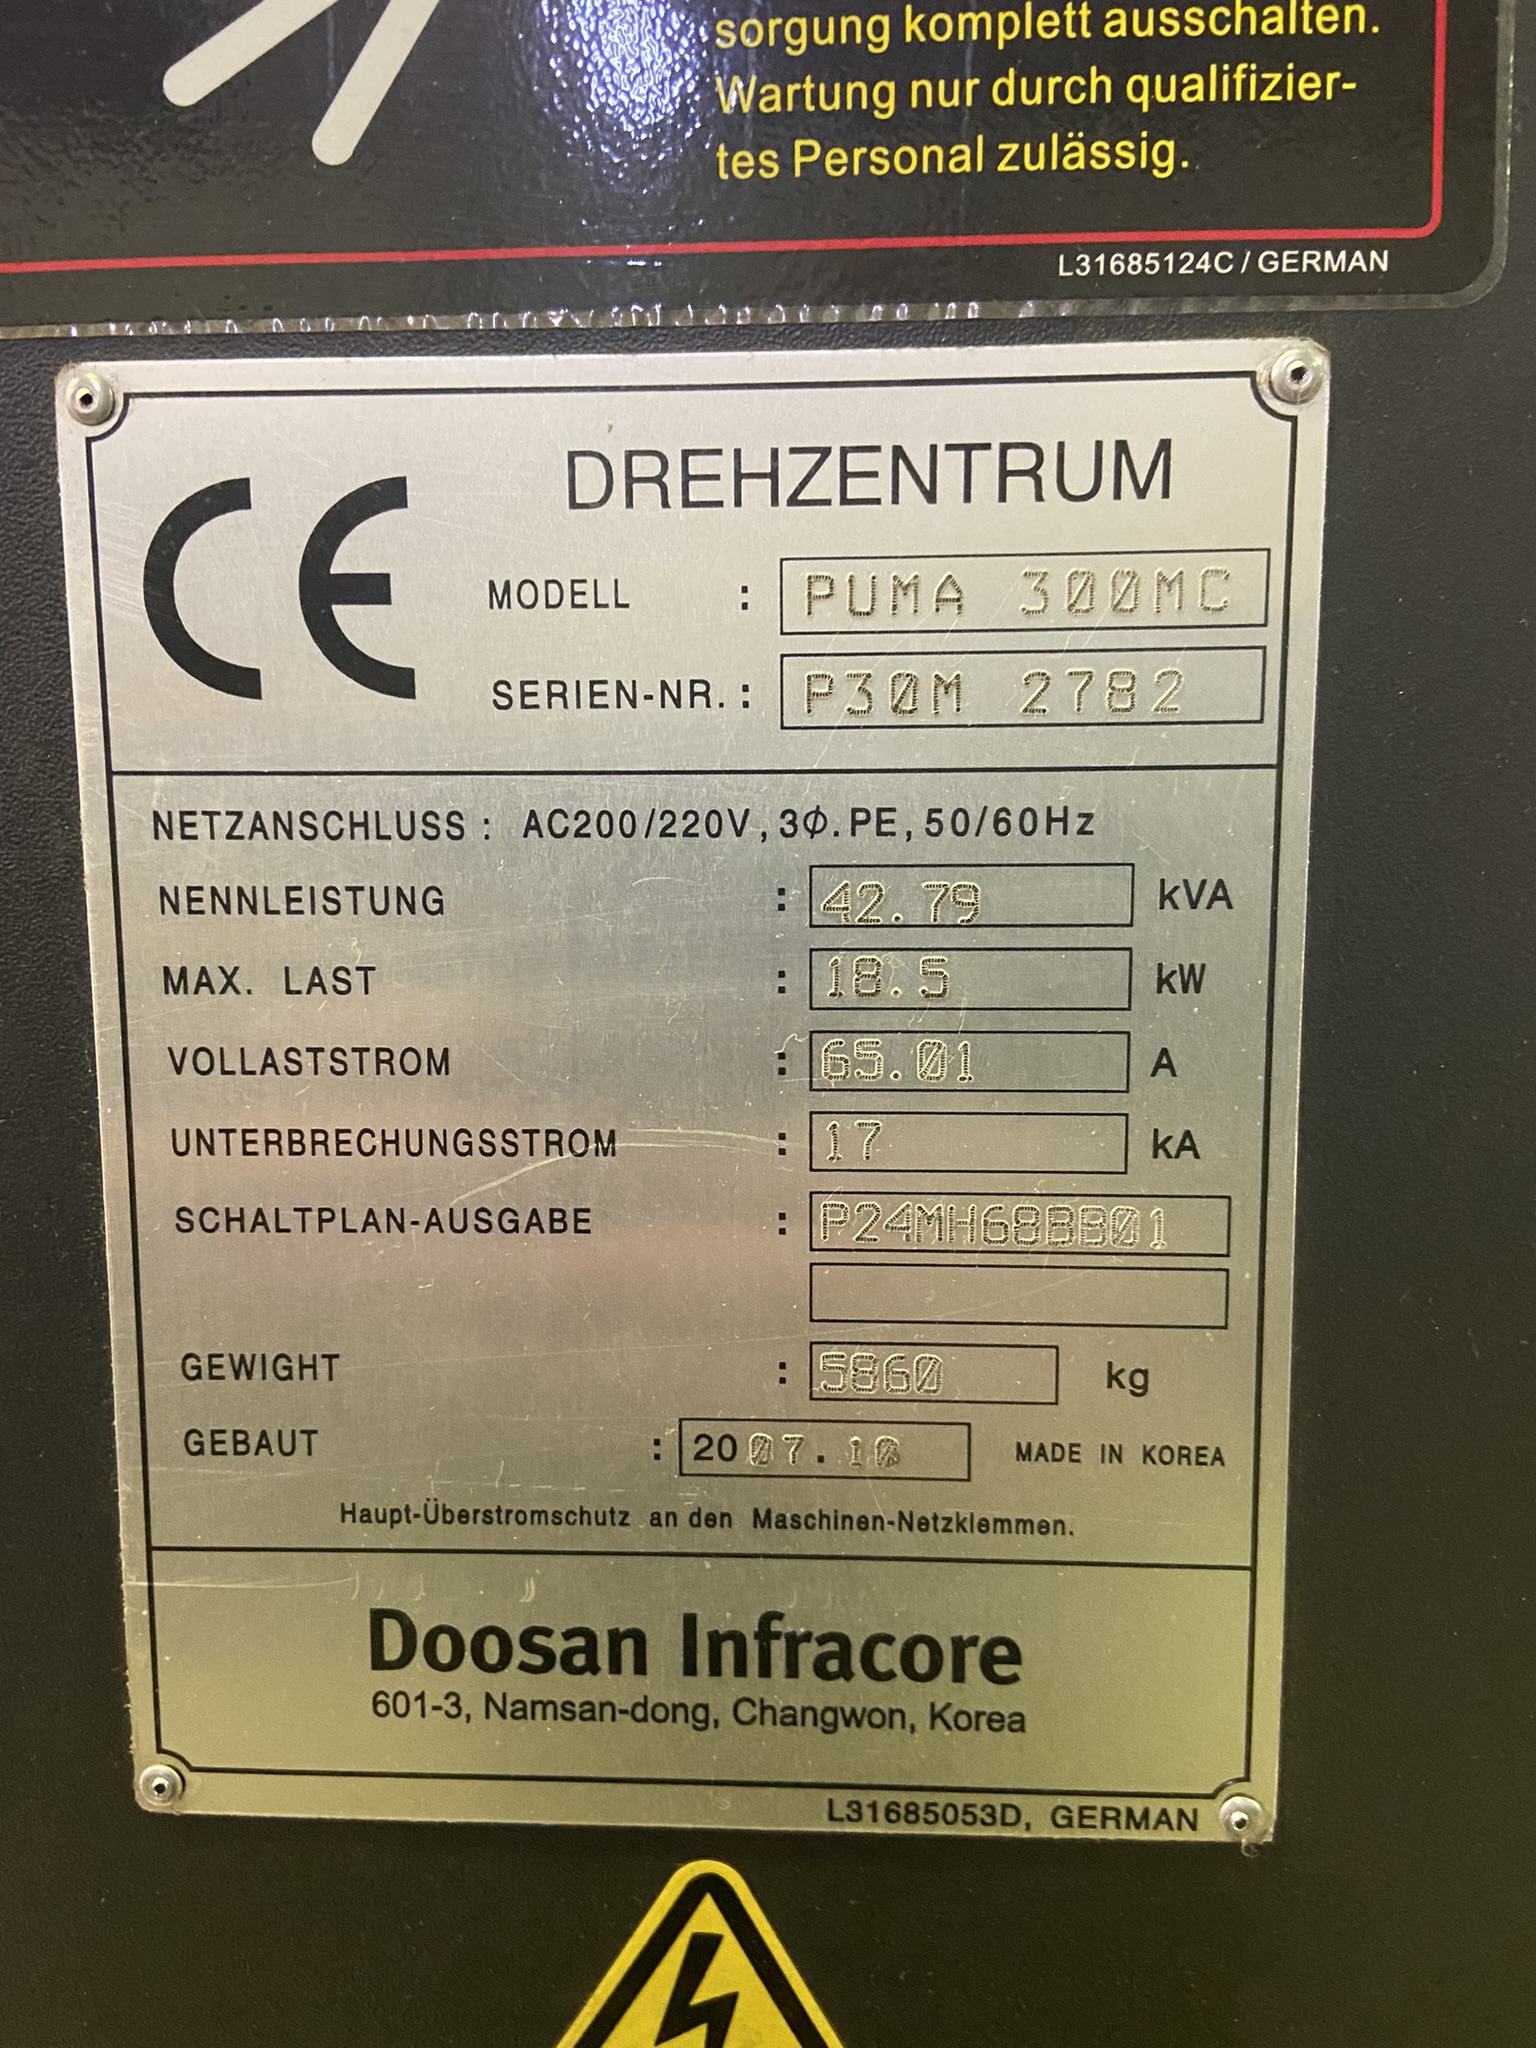 sorgung komplett ausschalten.
Wartung nur durch qualifizier-
tes Personal zulässig.
L31685124C / GERMAN
CE
DREHZENTRUM
MODELL : PUMA 300MC
SERIEN-NR. : P30M 2782
NETZANSCHLUSS : AC200/220V, 3Φ. PE, 50/60Hz
NENNLEISTUNG : 42.79 kVA
MAX. LAST : 18.5 kW
VOLLASTSTROM : 65.01 A
UNTERBRECHUNGSSTROM : 17 kA
SCHALTPLAN-AUSGABE :
GEWIGHT : 5860 kg
GEBAUT : 2007.10 MADE IN KOREA
Haupt-Überstromschutz an den Maschinen-Netzklemmen.
Doosan Infracore
601-3, Namsan-dong, Changwon, Korea
L31685053D, GERMAN